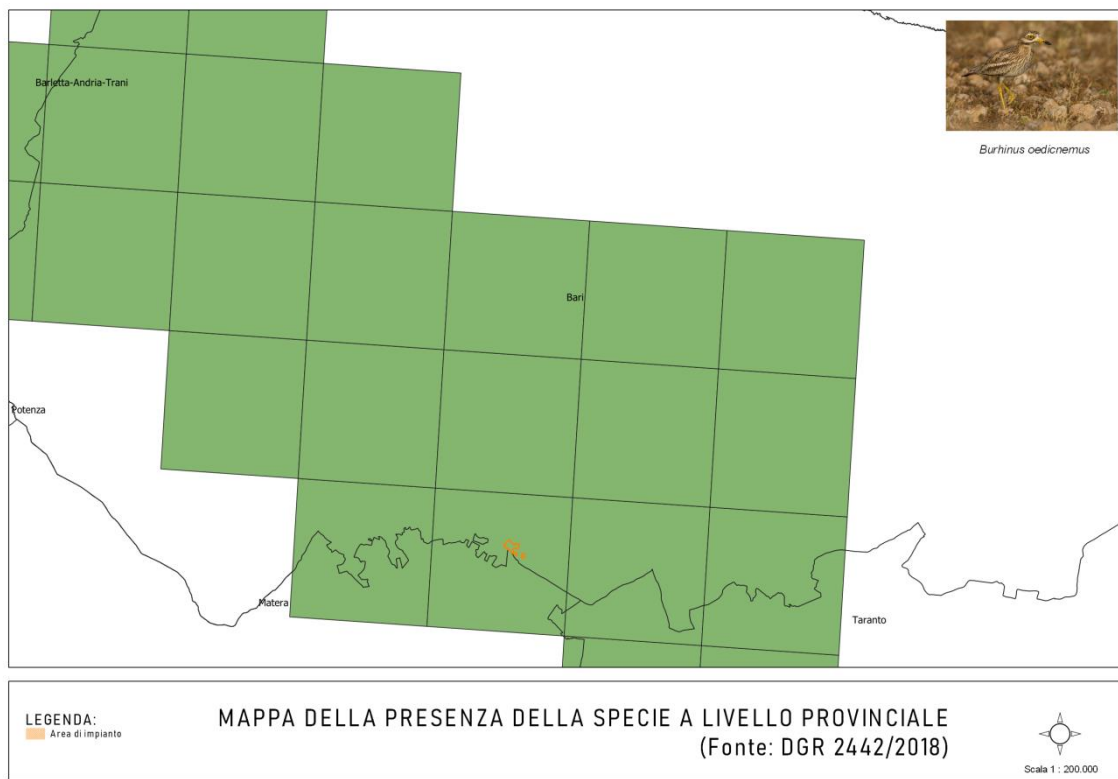 Barletta-Andria-Trani
Burhinus oedicnemus
Bari
Potenza
Matera
Taranto
LEGENDA:
Area di impianto
MAPPA DELLA PRESENZA DELLA SPECIE A LIVELLO PROVINCIALE
(Fonte: DGR 2442/2018)
Scala 1 : 200.000